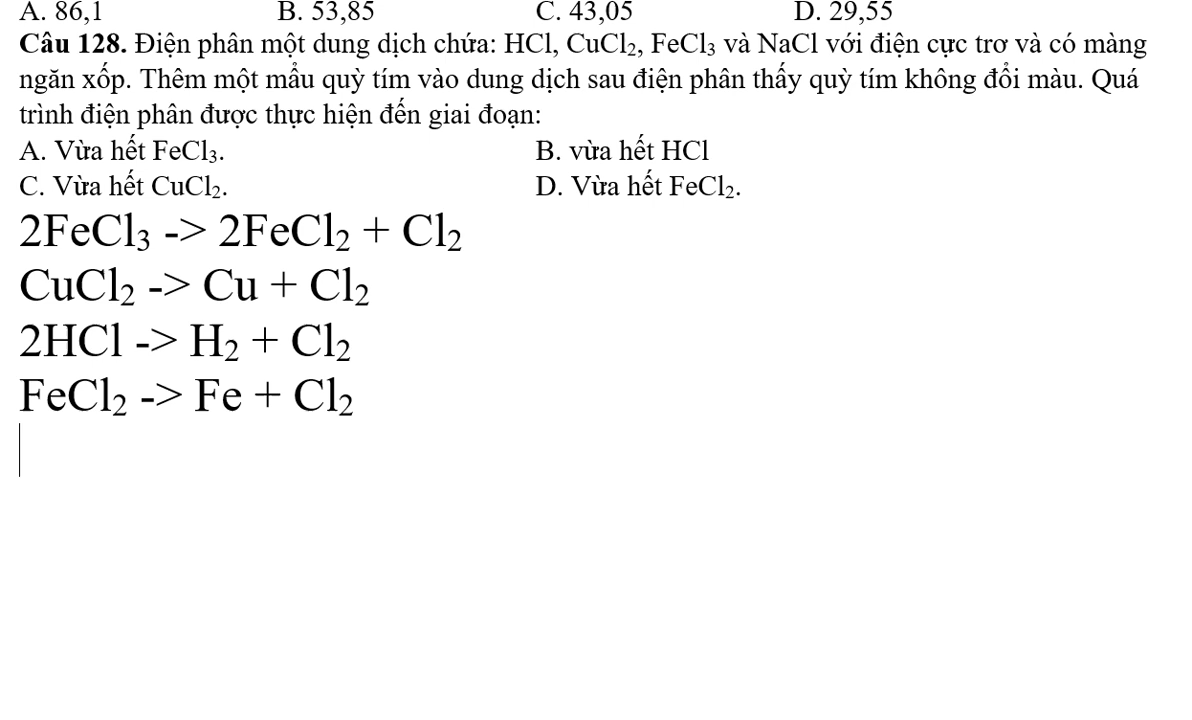 A. 86,1 B. 53,85 C. 43,05 D. 29,55
Câu 128. Điện phân một dung dịch chứa: HCl, CuCl₂, FeCl₃ và NaCl với điện cực trơ và có màng
ngăn xốp. Thêm một mẩu quỳ tím vào dung dịch sau điện phân thấy quỳ tím không đổi màu. Quá
trình điện phân được thực hiện đến giai đoạn:
A. Vừa hết FeCl₃. B. vừa hết HCl
C. Vừa hết CuCl₂. D. Vừa hết FeCl₂.
2FeCl₃ -> 2FeCl₂ + Cl₂
CuCl₂ -> Cu + Cl₂
2HCl -> H₂ + Cl₂
FeCl₂ -> Fe + Cl₂